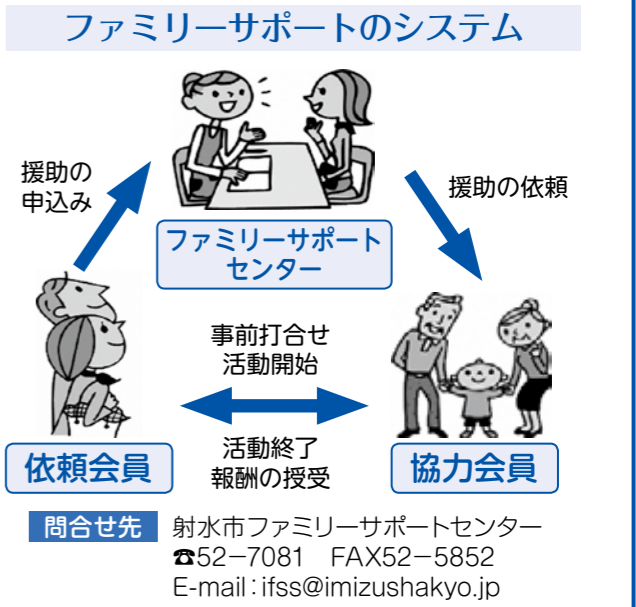 ファミリーサポートのシステム
援助の
申込み
援助の依頼
ファミリーサポート
センター
事前打合せ
活動開始
活動終了
報酬の授受
依頼会員
協力会員
問合せ先 射水市ファミリーサポートセンター
☎52−7081 FAX52−5852
E-mail：ifss@imizushakyo.jp